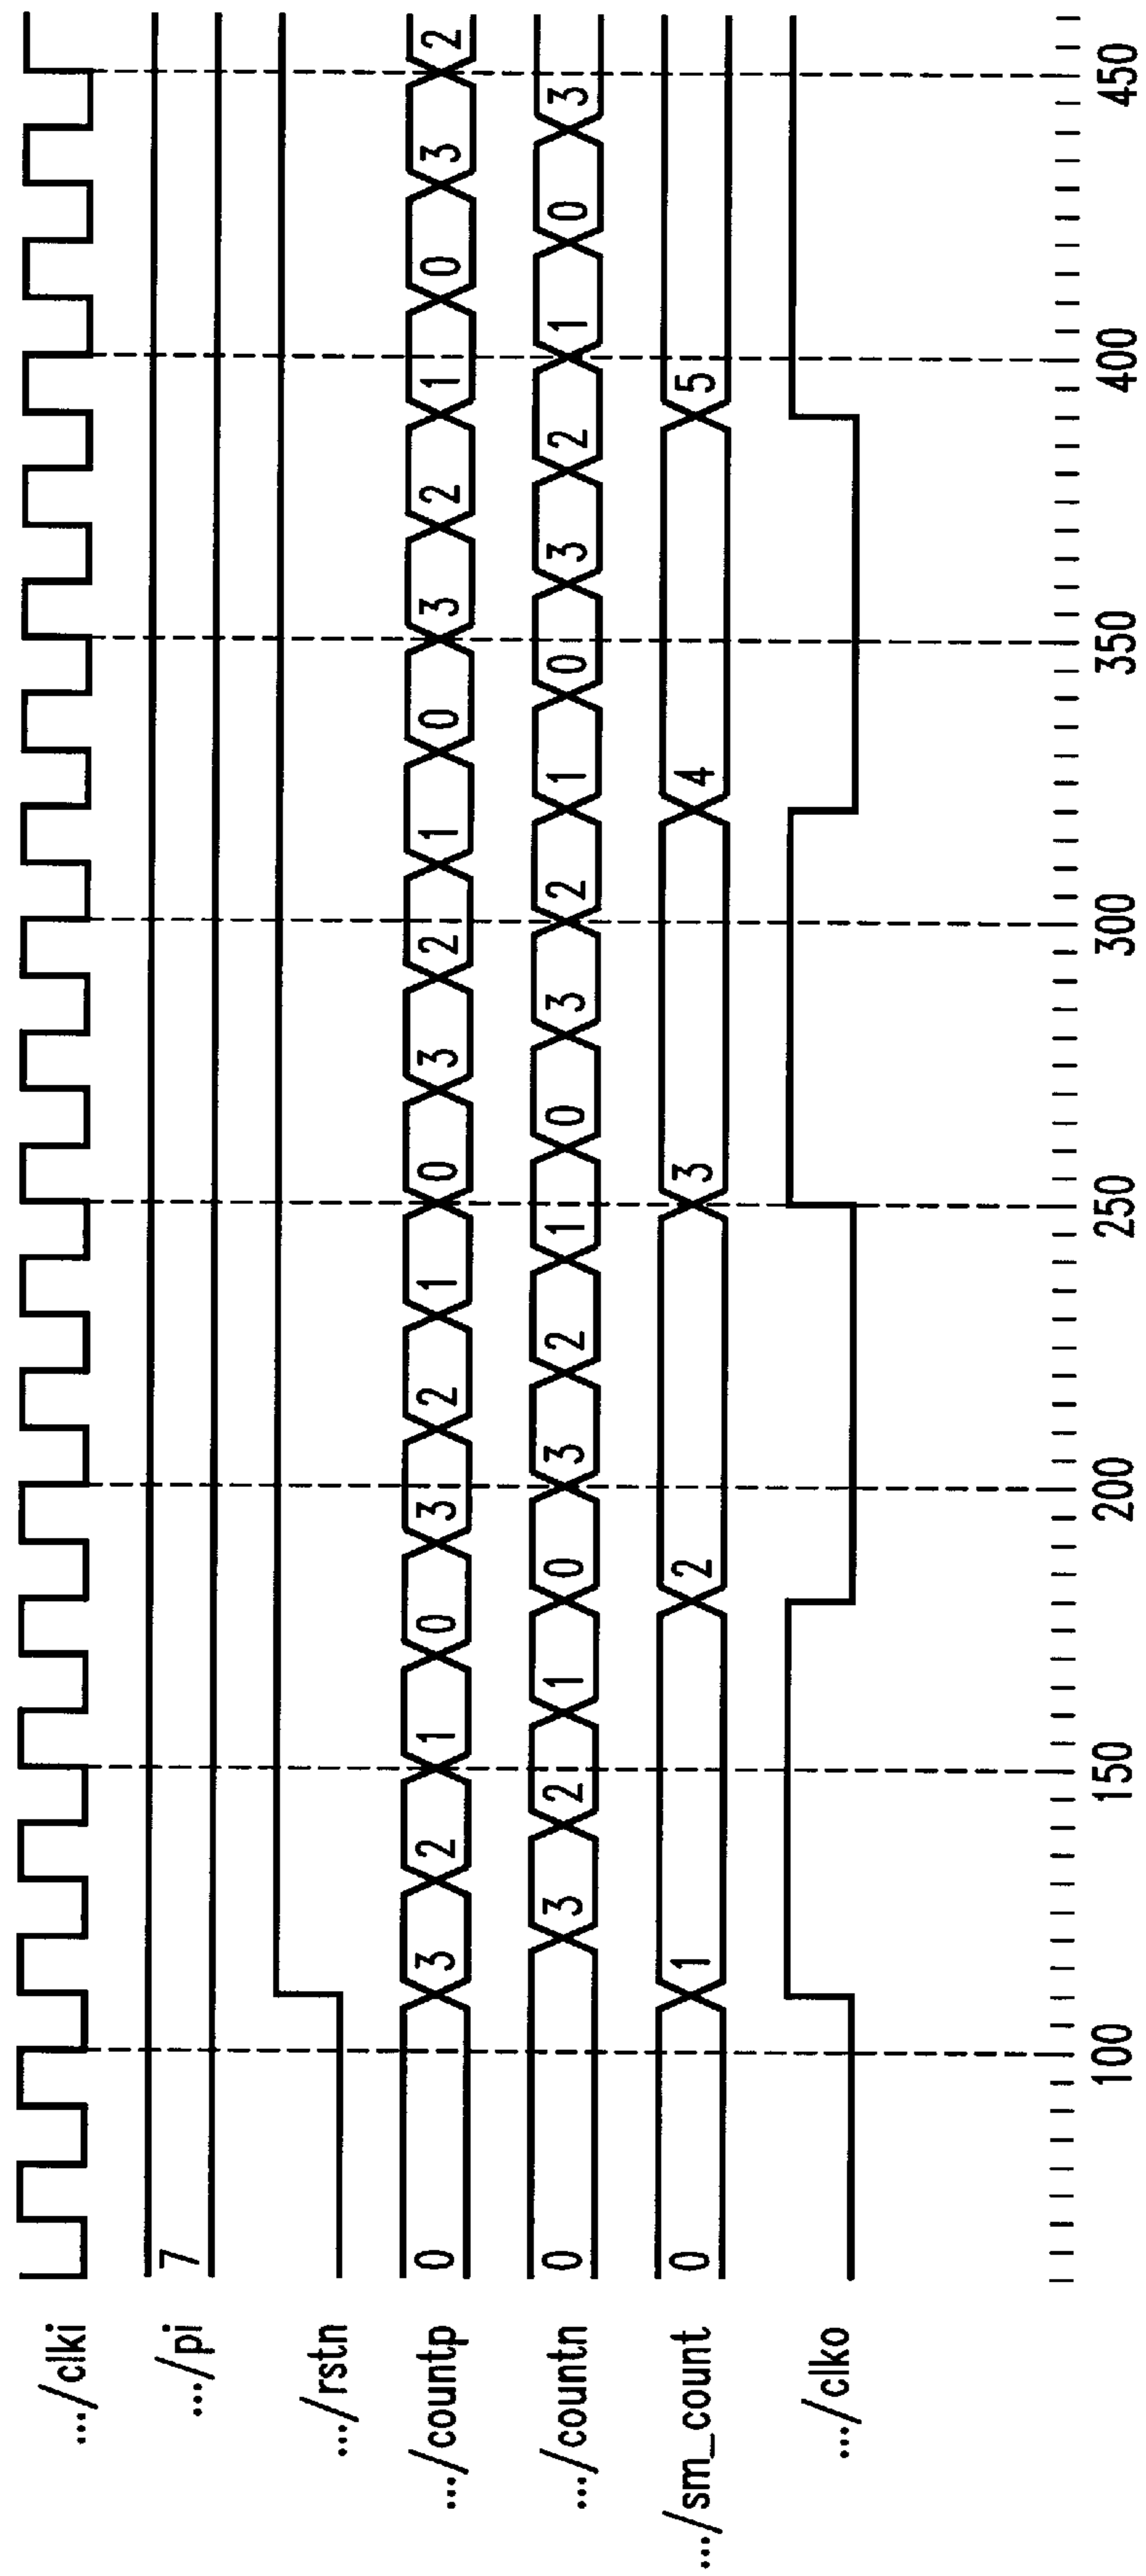 .../clki
.../pi 7
.../rstn
.../countp 0 3 2 1 0 3 2 1 0 3 2 1 0 3 2 1 0 3 2
.../countn 0 3 2 1 0 3 2 1 0 3 2 1 0 3 2 1 0 3
.../sm_count 0 1 2 3 4 5
.../clko
100 150 200 250 300 350 400 450